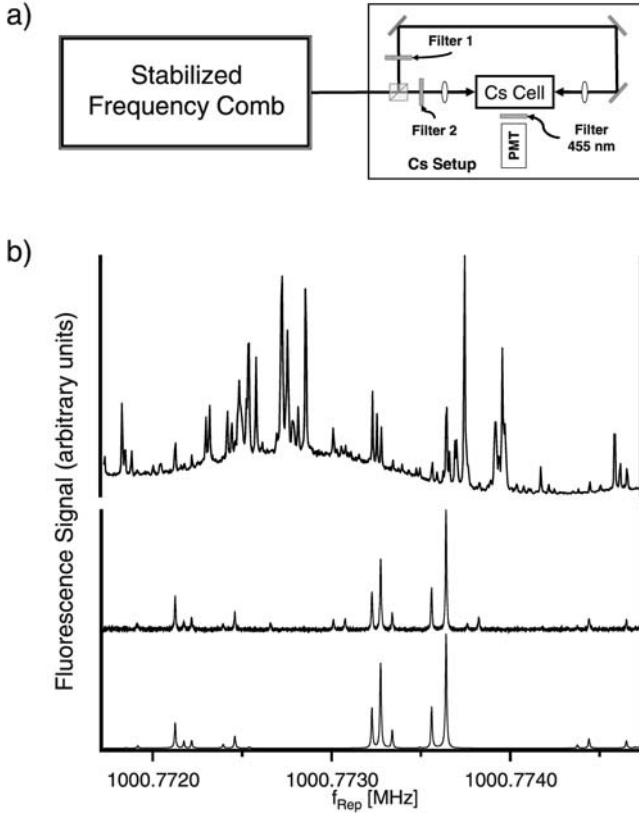 a)
Stabilized
Frequency Comb
Filter 1
Cs Cell
Filter 2
PMT
Filter
455 nm
Cs Setup
b)
Fluorescence Signal (arbitrary units)
1000.7720
1000.7730
1000.7740
f_Rep [MHz]